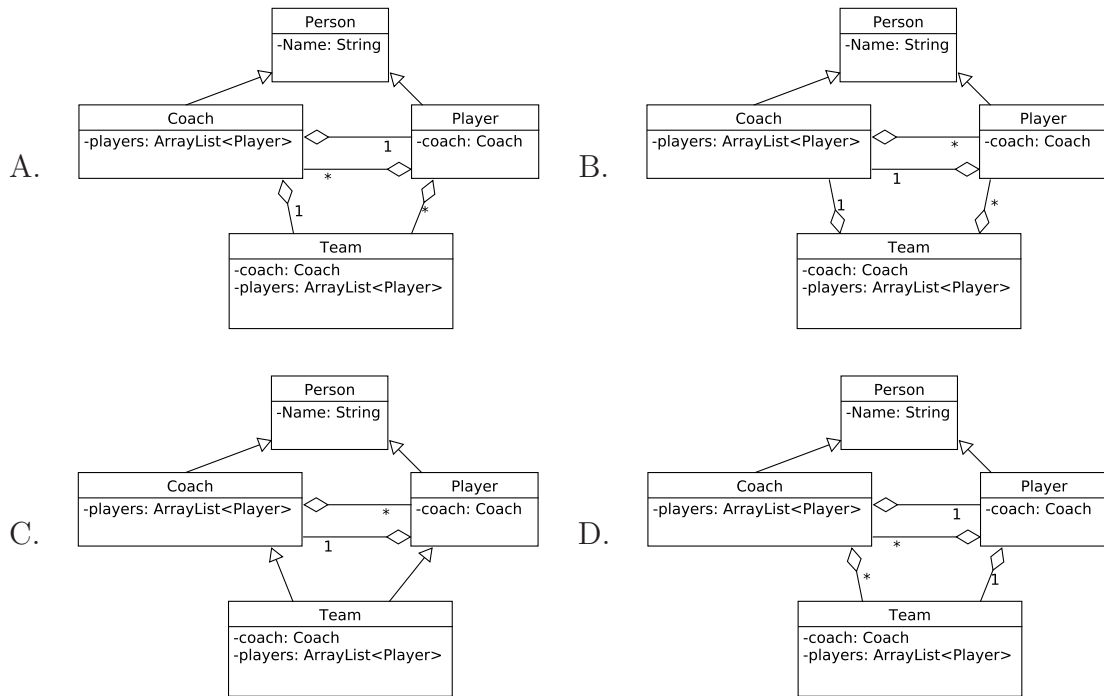 A.
Person
-Name: String
Coach
-players: ArrayList<Player>
Player
-coach: Coach
1
*
1
*
Team
-coach: Coach
-players: ArrayList<Player>
B.
Person
-Name: String
Coach
-players: ArrayList<Player>
Player
-coach: Coach
*
1
1
*
Team
-coach: Coach
-players: ArrayList<Player>
C.
Person
-Name: String
Coach
-players: ArrayList<Player>
Player
-coach: Coach
*
1
Team
-coach: Coach
-players: ArrayList<Player>
D.
Person
-Name: String
Coach
-players: ArrayList<Player>
Player
-coach: Coach
1
*
*
1
Team
-coach: Coach
-players: ArrayList<Player>